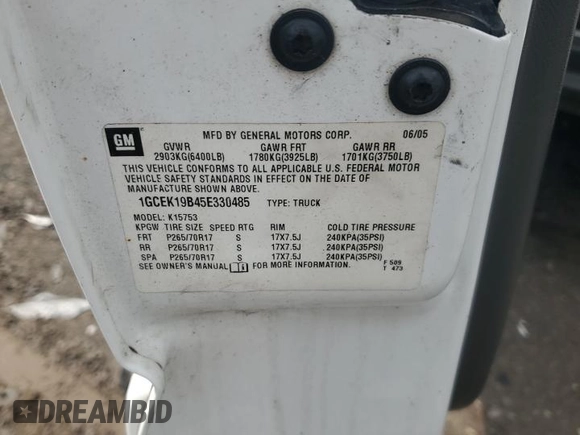 GM
MFD BY GENERAL MOTORS CORP. 06/05
GVWR GAWR FRT GAWR RR
2903KG(6400LB) 1780KG(3925LB) 1701KG(3750LB)
THIS VEHICLE CONFORMS TO ALL APPLICABLE U.S. FEDERAL MOTOR
VEHICLE SAFETY STANDARDS IN EFFECT ON THE DATE OF
MANUFACTURE SHOWN ABOVE.
1GCEK19B45E330485 TYPE: TRUCK
MODEL: K15753
KPGW TIRE SIZE SPEED RTG RIM COLD TIRE PRESSURE
FRT P265/70R17 S 17X7.5J 240KPA(35PSI)
RR P265/70R17 S 17X7.5J 240KPA(35PSI)
SPA P265/70R17 S 17X7.5J 240KPA(35PSI)
SEE OWNER'S MANUAL FOR MORE INFORMATION. F 509
T 473
DREAMBID